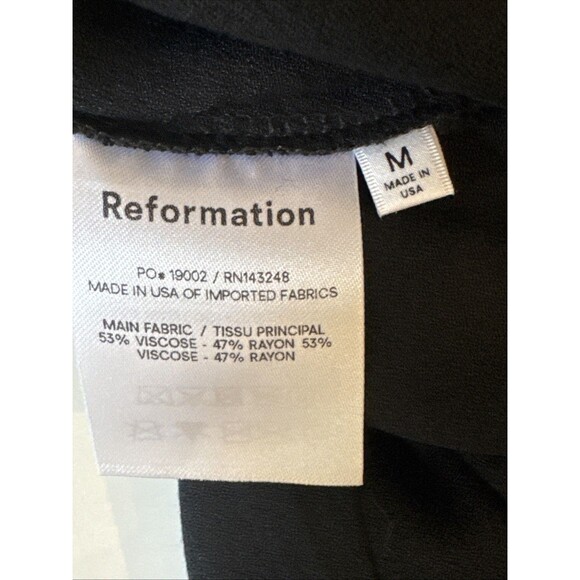 Reformation
PO# 19002 / RN143248
MADE IN USA OF IMPORTED FABRICS
MAIN FABRIC / TISSU PRINCIPAL
53% VISCOSE - 47% RAYON 53%
VISCOSE - 47% RAYON
M
MADE IN
USA